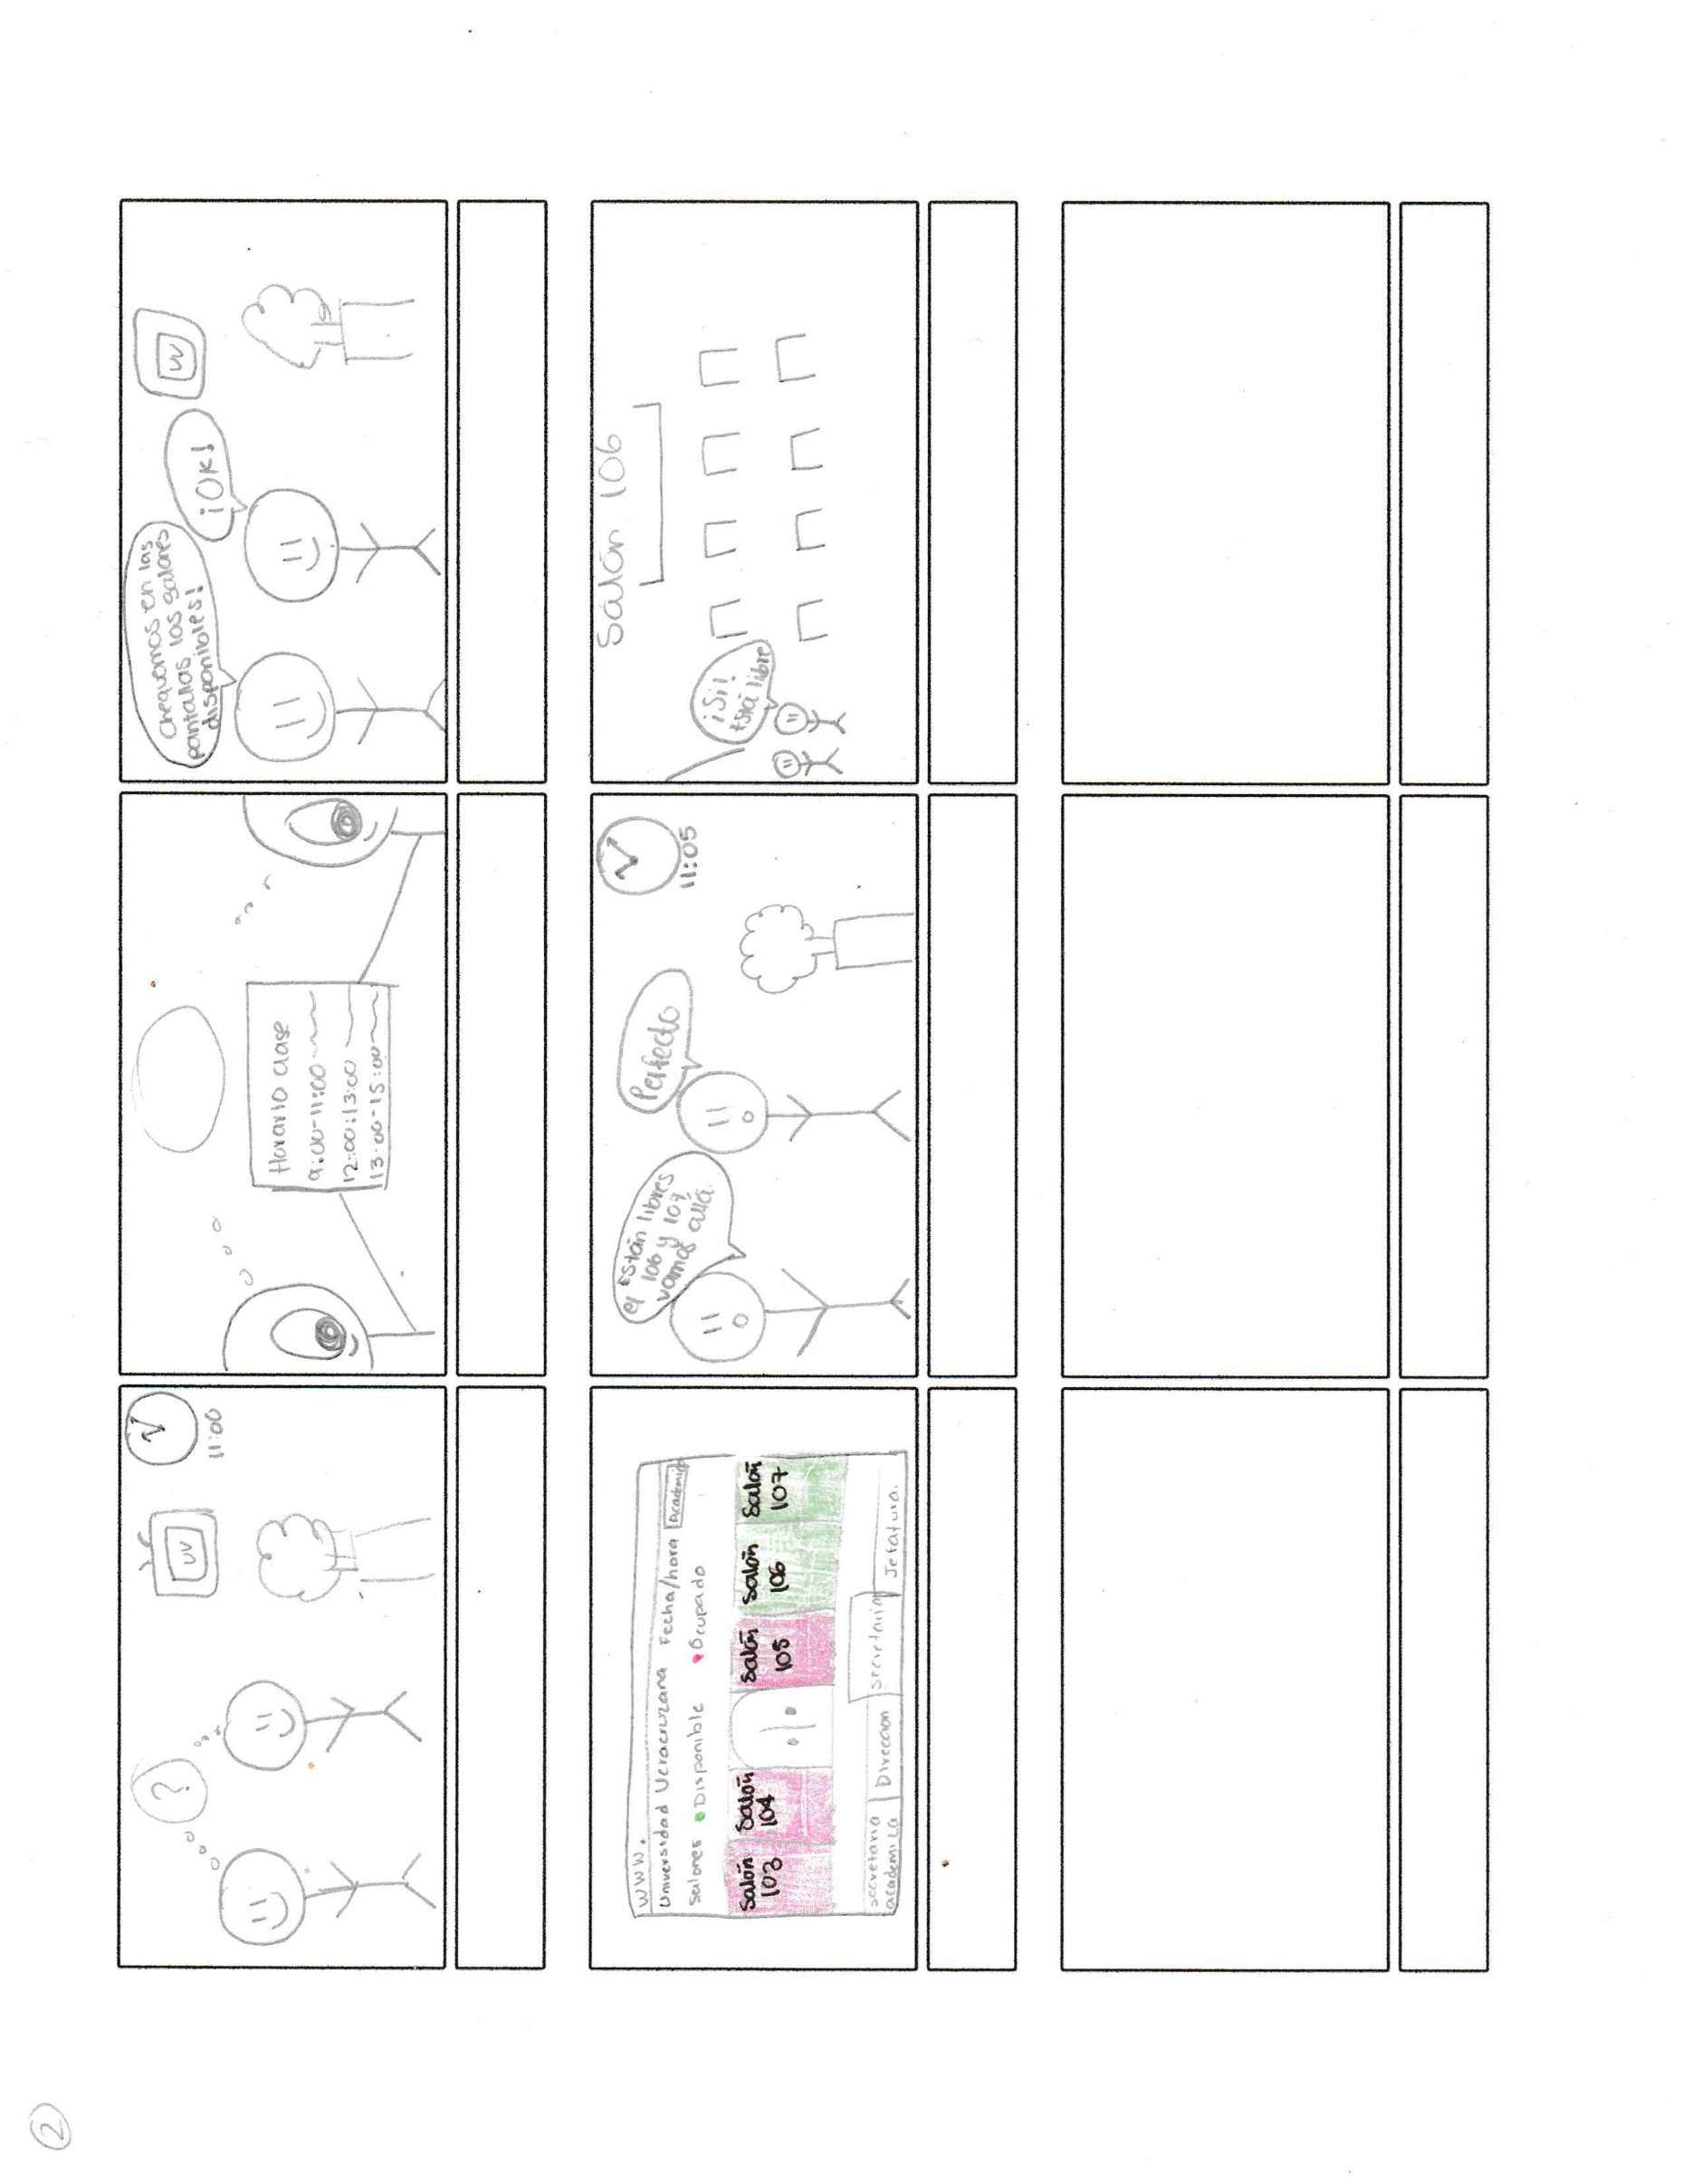 2
?
UV
11:00
Horario clase
9:00-11:00
12:00:13:00
13:00-15:00
chequemos en las
pantallas los salones
disponibles!
¡OK!
UV
www.
Universidad Veracruzana Fecha/hora
Salones Disponible Ocupado
Salón
103
Salón
104
Salón
105
Salón
106
Salón
107
secretaria
academica
Direccion
Jefatura.
Están libres
el 106 y 107,
vamos allá.
Perfecto
11:05
Salón 106
¡Si!
Está libre